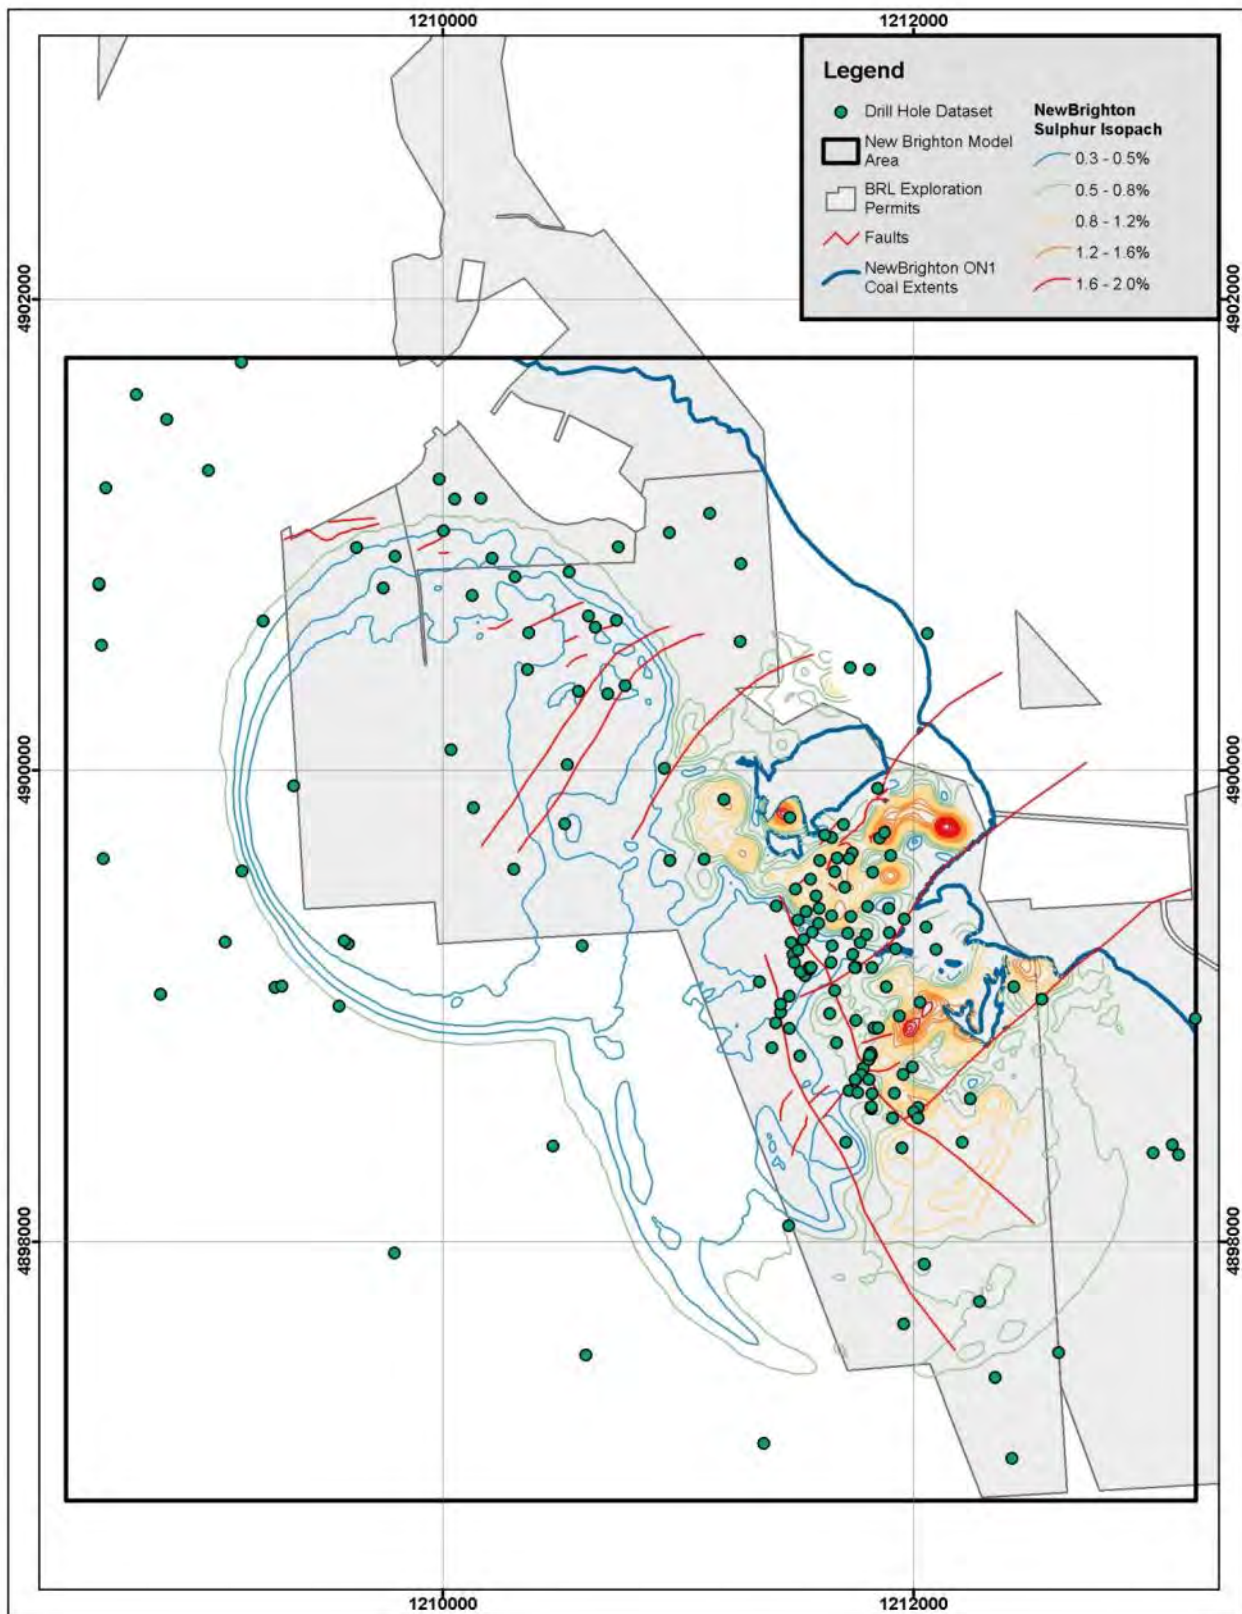 1210000
1212000
Legend
Drill Hole Dataset
New Brighton Model
Area
BRL Exploration
Permits
Faults
NewBrighton ON1
Coal Extents
NewBrighton
Sulphur Isopach
0.3 - 0.5%
0.5 - 0.8%
0.8 - 1.2%
1.2 - 1.6%
1.6 - 2.0%
4902000
4902000
4900000
4900000
4898000
4898000
1210000
1212000